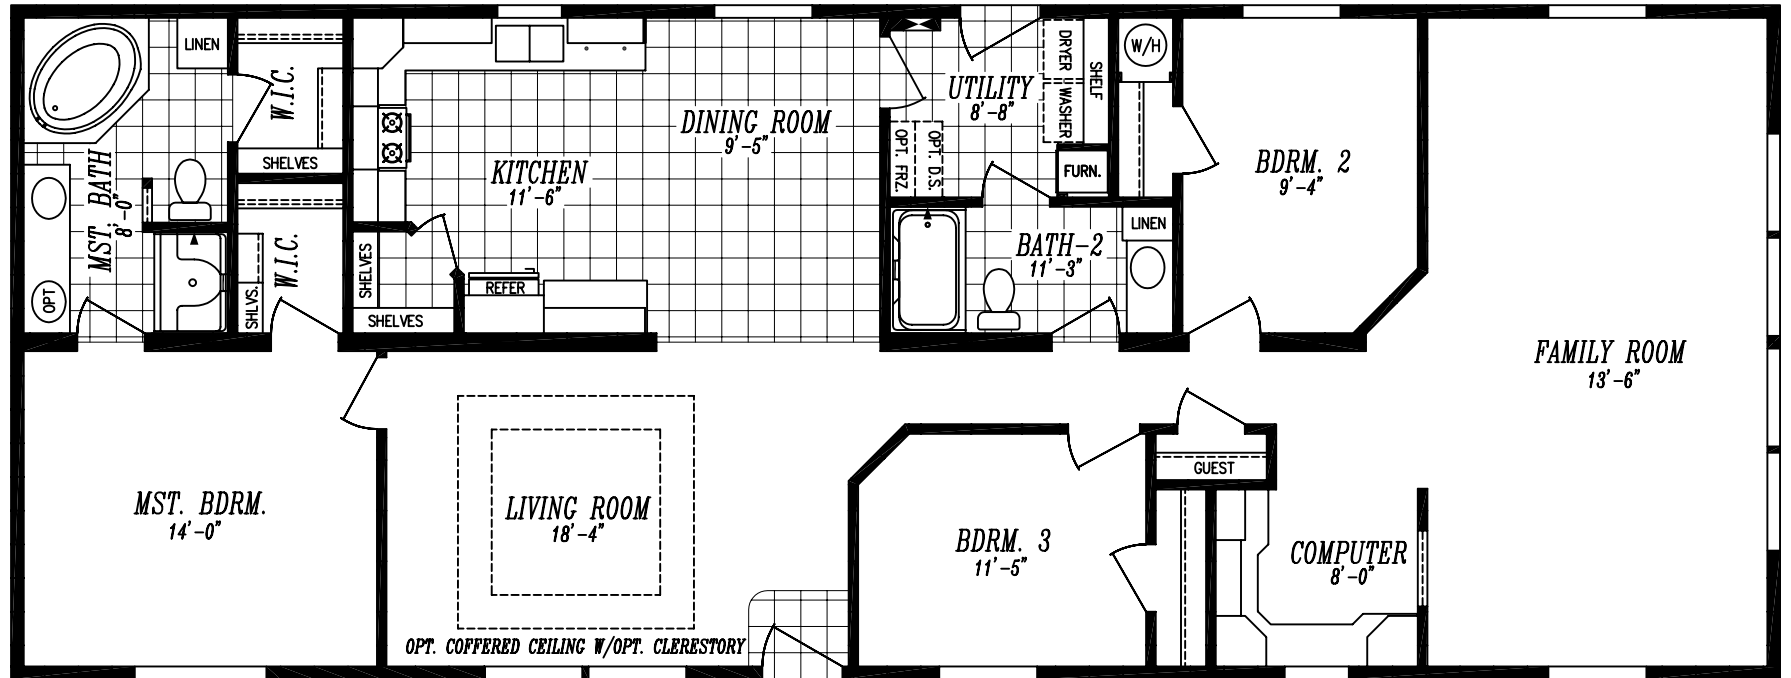 LINEN
W.I.C.
SHELVES
MST. BATH
8'-0"
OPT
W.I.C.
SHLVS.
SHELVES
SHELVES
REFER
KITCHEN
11'-6"
DINING ROOM
9'-5"
UTILITY
8'-8"
DRYER
WASHER
SHELF
OPT. FRZ.
OPT. D.S.
FURN.
W/H
BATH-2
11'-3"
LINEN
BDRM. 2
9'-4"
FAMILY ROOM
13'-6"
MST. BDRM.
14'-0"
LIVING ROOM
18'-4"
OPT. COFFERED CEILING W/OPT. CLERESTORY
BDRM. 3
11'-5"
GUEST
COMPUTER
8'-0"